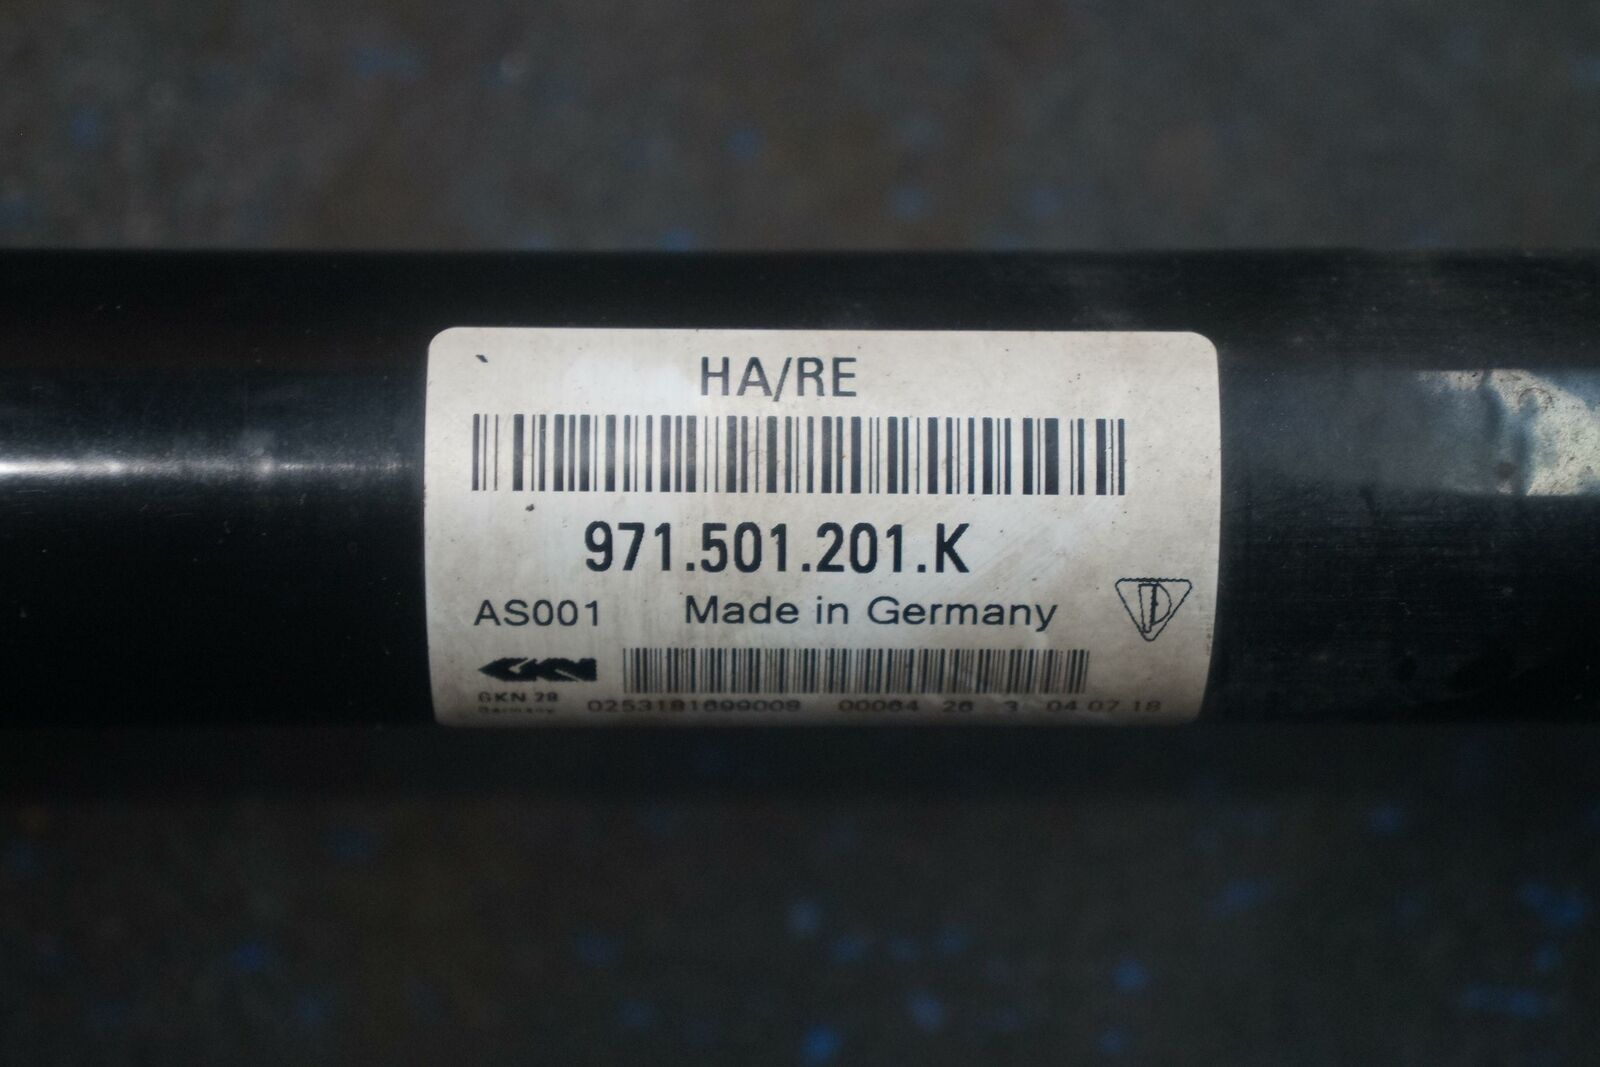 HA/RE
971.501.201.K
AS001 Made in Germany
GKN
GKN 28 0253181699009 00064 26 3 04.07.18
Germany